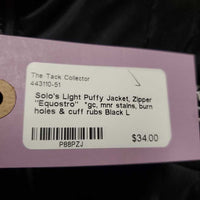 The Tack Collector
443110-51
Solo's Light Puffy Jacket, Zipper
"Equostro" *gc, mnr stains, burn
holes & cuff rubs Black L
$34.00
P88PZJ